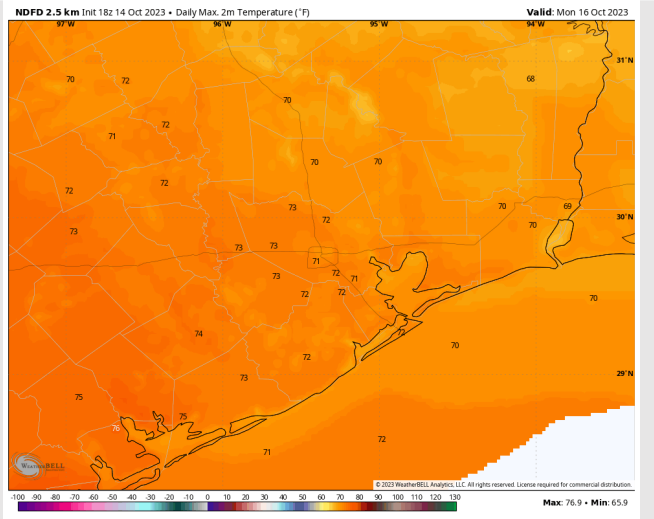 NDFD 2.5 km Init 18z 14 Oct 2023 • Daily Max. 2m Temperature (°F) Valid: Mon 16 Oct 2023
97°W 96°W 95°W 94°W
31°N
70 72 68
70
72
71
70 70
72 72
73 70 69
72 70 30°N
73
73 73
71
73 72 71
72 72 70
74 72
70
72
73 29°N
75
75
76
72
71
WeatherBELL
© 2023 WeatherBELL Analytics, LLC. All rights reserved. License required for commercial distribution.
-100 -90 -80 -70 -60 -50 -40 -30 -20 -10 0 10 20 30 40 50 60 70 80 90 100 110 120 130
Max: 76.9 • Min: 65.9